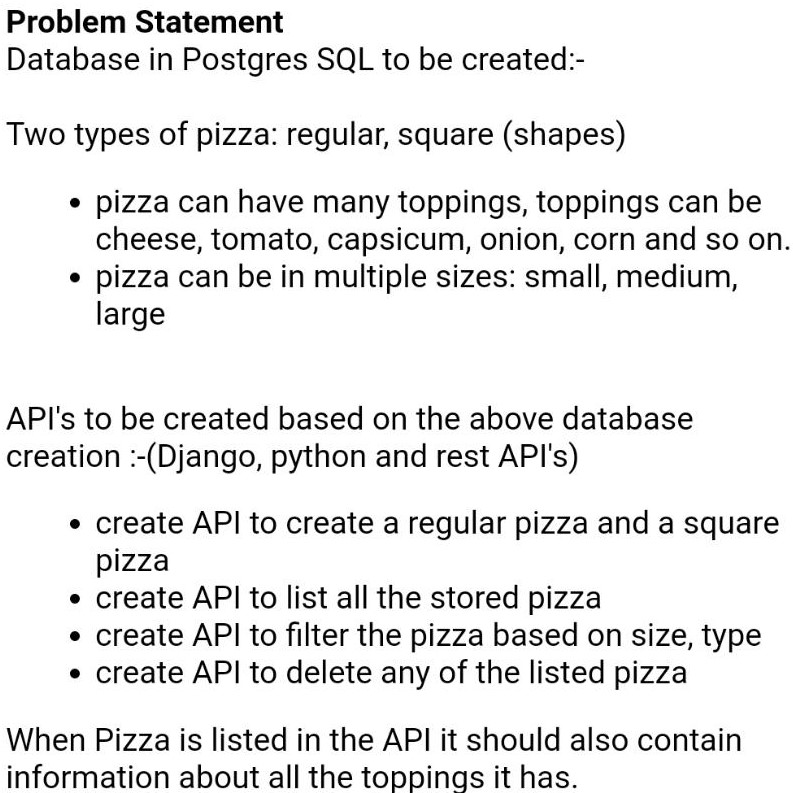 Problem Statement
Database in Postgres SQL to be created:-
Two types of pizza: regular, square (shapes)
• pizza can have many toppings, toppings can be
cheese, tomato, capsicum, onion, corn and so on.
• pizza can be in multiple sizes: small, medium,
large
API's to be created based on the above database
creation :-(Django, python and rest API's)
• create API to create a regular pizza and a square
pizza
• create API to list all the stored pizza
• create API to filter the pizza based on size, type
• create API to delete any of the listed pizza
When Pizza is listed in the API it should also contain
information about all the toppings it has.